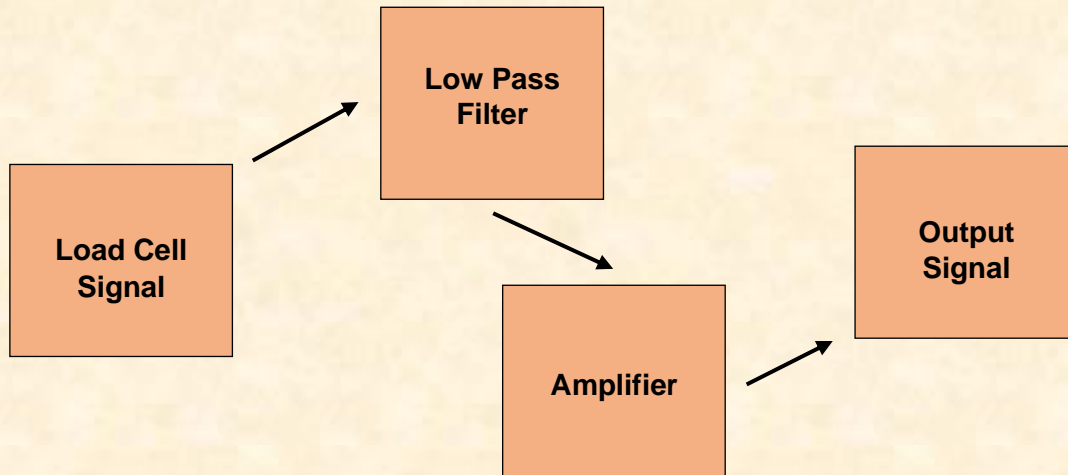 Load Cell
Signal
Low Pass
Filter
Amplifier
Output
Signal